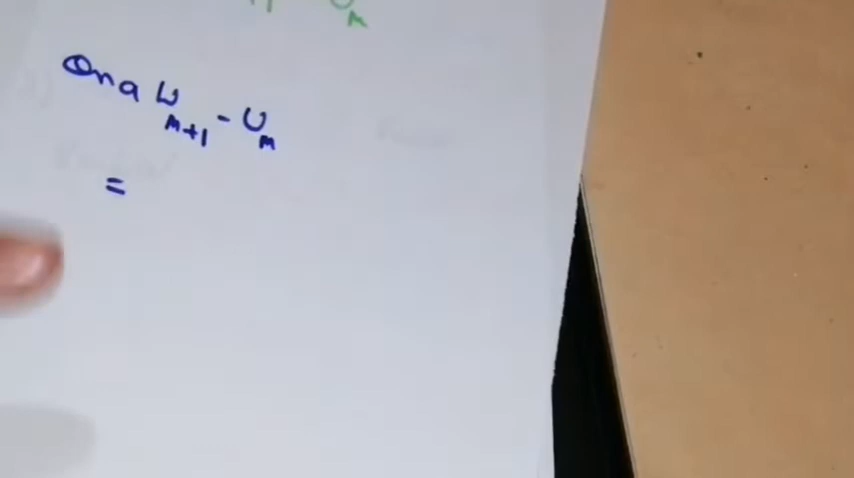 On a U_{n+1} - U_n
=